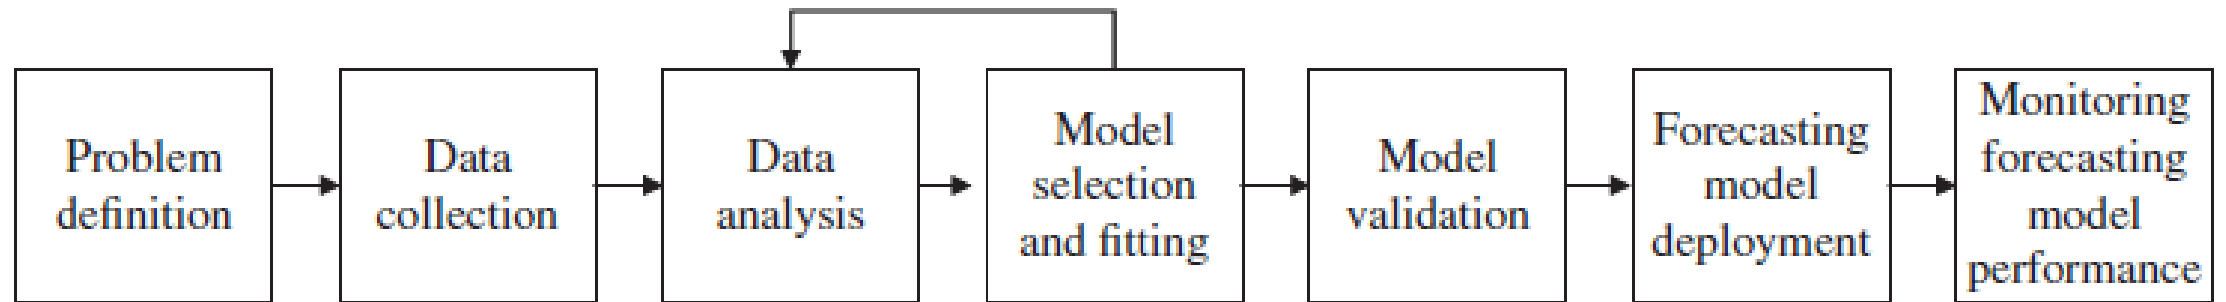 Problem
definition
Data
collection
Data
analysis
Model
selection
and fitting
Model
validation
Forecasting
model
deployment
Monitoring
forecasting
model
performance